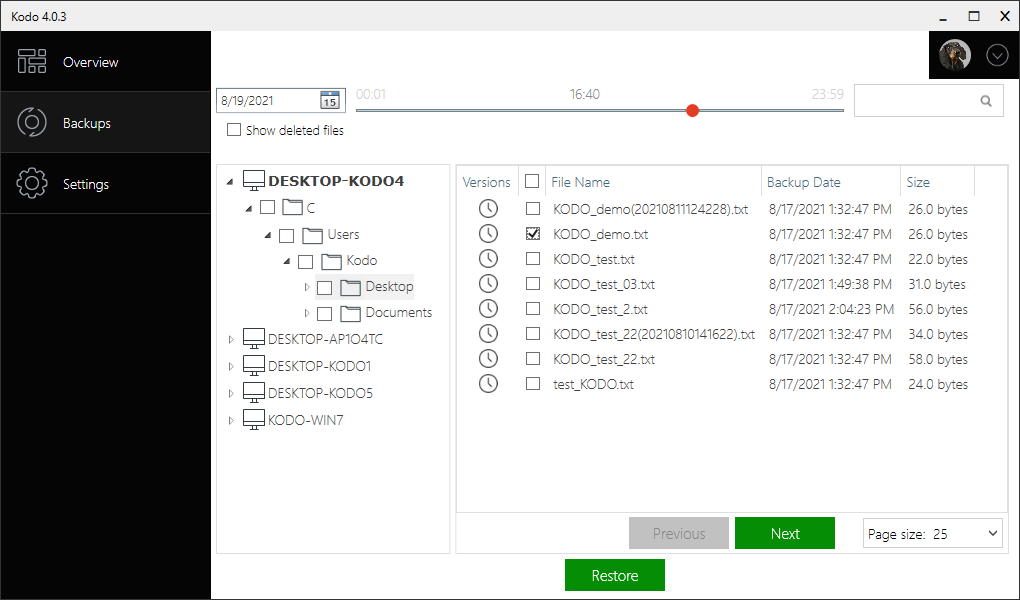 Kodo 4.0.3
Overview
Backups
Settings
8/19/2021 15 00:01 16:40 23:59
Show deleted files
DESKTOP-KODO4
C
Users
Kodo
Desktop
Documents
DESKTOP-AP1O4TC
DESKTOP-KODO1
DESKTOP-KODO5
KODO-WIN7
Versions File Name Backup Date Size
KODO_demo(20210811124228).txt 8/17/2021 1:32:47 PM 26.0 bytes
KODO_demo.txt 8/17/2021 1:32:47 PM 26.0 bytes
KODO_test.txt 8/17/2021 1:32:47 PM 22.0 bytes
KODO_test_03.txt 8/17/2021 1:49:38 PM 31.0 bytes
KODO_test_2.txt 8/17/2021 2:04:23 PM 56.0 bytes
KODO_test_22(20210810141622).txt 8/17/2021 1:32:47 PM 34.0 bytes
KODO_test_22.txt 8/17/2021 1:32:47 PM 58.0 bytes
test_KODO.txt 8/17/2021 1:32:47 PM 24.0 bytes
Previous Next Page size: 25
Restore